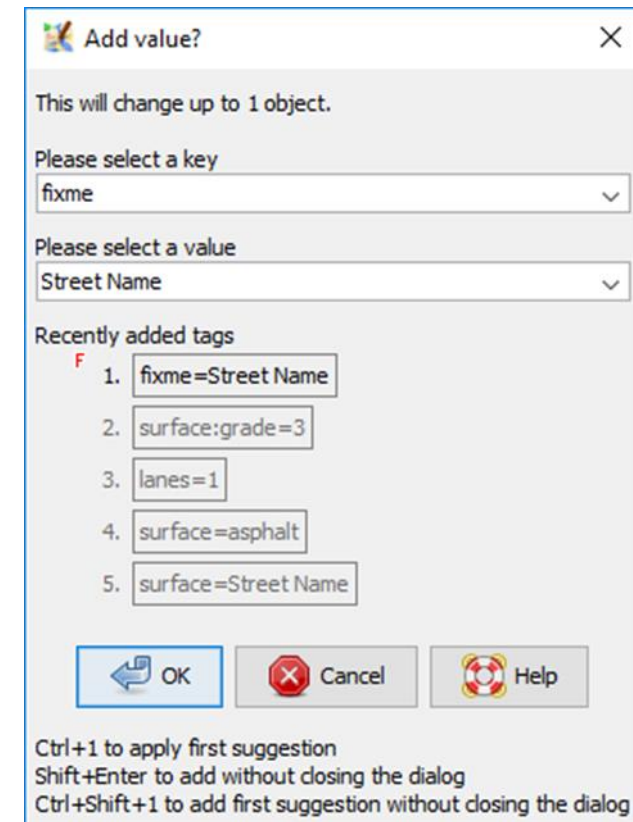 Add value?
This will change up to 1 object.
Please select a key
fixme
Please select a value
Street Name
Recently added tags
F
1. fixme=Street Name
2. surface:grade=3
3. lanes=1
4. surface=asphalt
5. surface=Street Name
OK Cancel Help
Ctrl+1 to apply first suggestion
Shift+Enter to add without closing the dialog
Ctrl+Shift+1 to add first suggestion without closing the dialog